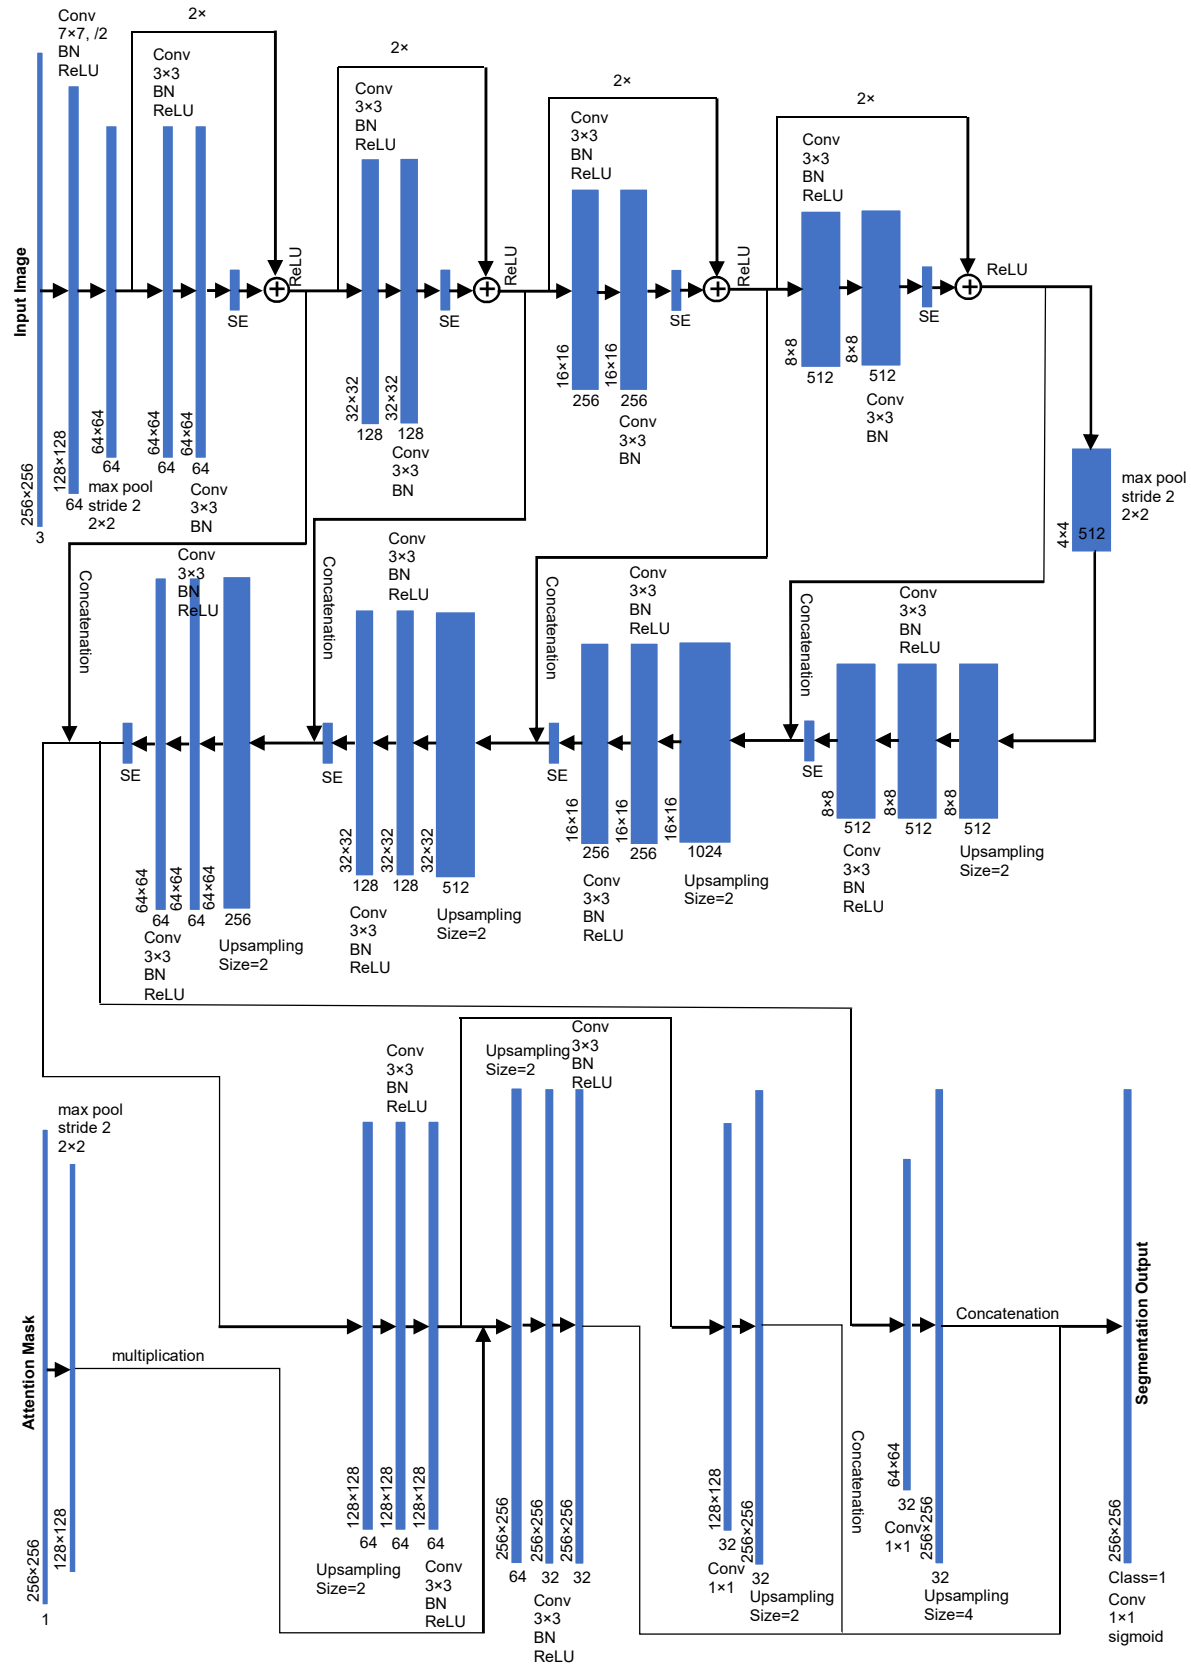 Conv
7×7, /2
BN
ReLU
2×
Conv
3×3
BN
ReLU
2×
Conv
3×3
BN
ReLU
2×
Conv
3×3
BN
ReLU
2×
Conv
3×3
BN
ReLU
Input Image
256×256
3
128×128
64
64×64
64
max pool
stride 2
2×2
64×64
64
64×64
64
Conv
3×3
BN
SE
ReLU
32×32
128
32×32
128
Conv
3×3
BN
SE
ReLU
16×16
256
16×16
256
Conv
3×3
BN
SE
ReLU
8×8
512
8×8
512
Conv
3×3
BN
SE
ReLU
4×4
512
max pool
stride 2
2×2
Concatenation
Conv
3×3
BN
ReLU
Concatenation
Conv
3×3
BN
ReLU
Concatenation
Conv
3×3
BN
ReLU
Concatenation
Conv
3×3
BN
ReLU
SE
64×64
64
64×64
64
64×64
256
Conv
3×3
BN
ReLU
Upsampling
Size=2
SE
32×32
128
32×32
128
32×32
512
Conv
3×3
BN
ReLU
Upsampling
Size=2
SE
16×16
256
16×16
256
16×16
1024
Conv
3×3
BN
ReLU
Upsampling
Size=2
SE
8×8
512
8×8
512
8×8
512
Conv
3×3
BN
ReLU
Upsampling
Size=2
max pool
stride 2
2×2
Attention Mask
256×256
1
128×128
multiplication
Conv
3×3
BN
ReLU
128×128
64
128×128
64
128×128
64
Upsampling
Size=2
Conv
3×3
BN
ReLU
Upsampling
Size=2
Conv
3×3
BN
ReLU
256×256
64
256×256
32
256×256
32
Conv
3×3
BN
ReLU
128×128
32
Conv
1×1
256×256
32
Upsampling
Size=2
Concatenation
64×64
32
Conv
1×1
256×256
32
Upsampling
Size=4
Concatenation
Segmentation Output
256×256
Class=1
Conv
1×1
sigmoid